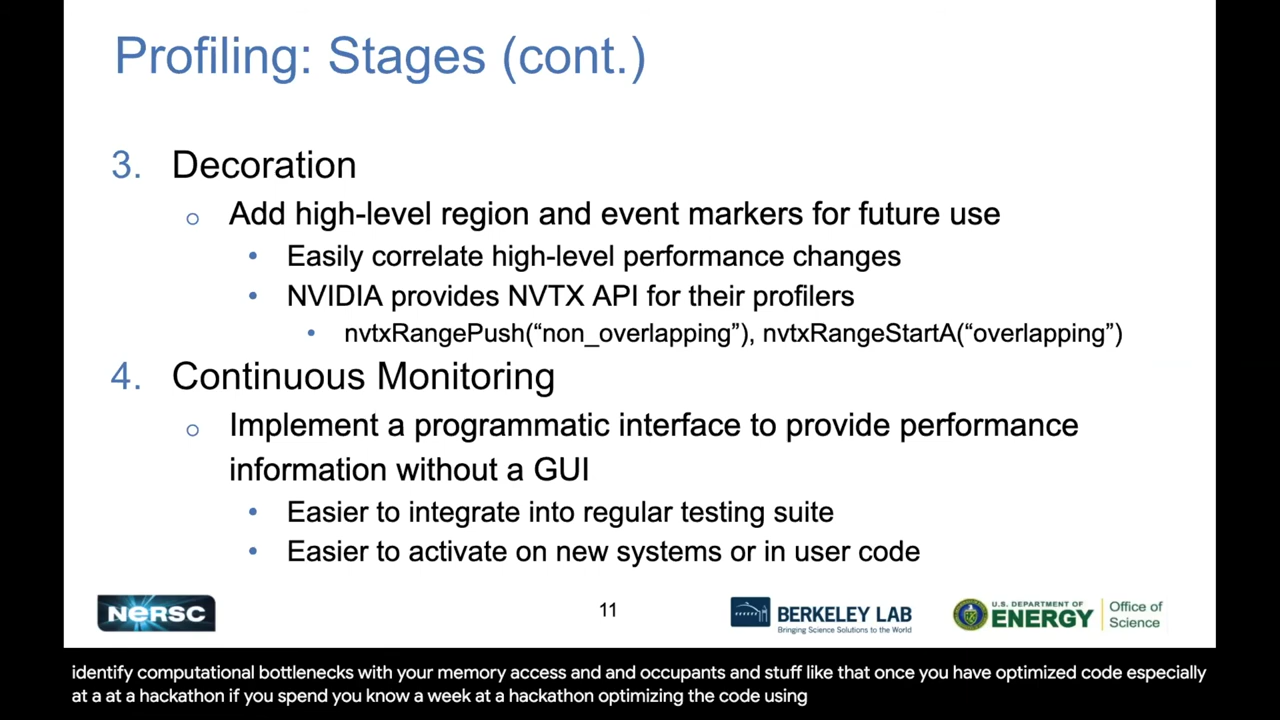 Profiling: Stages (cont.)
3. Decoration
○ Add high-level region and event markers for future use
• Easily correlate high-level performance changes
• NVIDIA provides NVTX API for their profilers
• nvtxRangePush(“non_overlapping”), nvtxRangeStartA(“overlapping”)
4. Continuous Monitoring
○ Implement a programmatic interface to provide performance
information without a GUI
• Easier to integrate into regular testing suite
• Easier to activate on new systems or in user code
NERSC
11
BERKELEY LAB
Bringing Science Solutions to the World
U.S. DEPARTMENT OF
ENERGY
Office of
Science
identify computational bottlenecks with your memory access and and occupants and stuff like that once you have optimized code especially
at a at a hackathon if you spend you know a week at a hackathon optimizing the code using